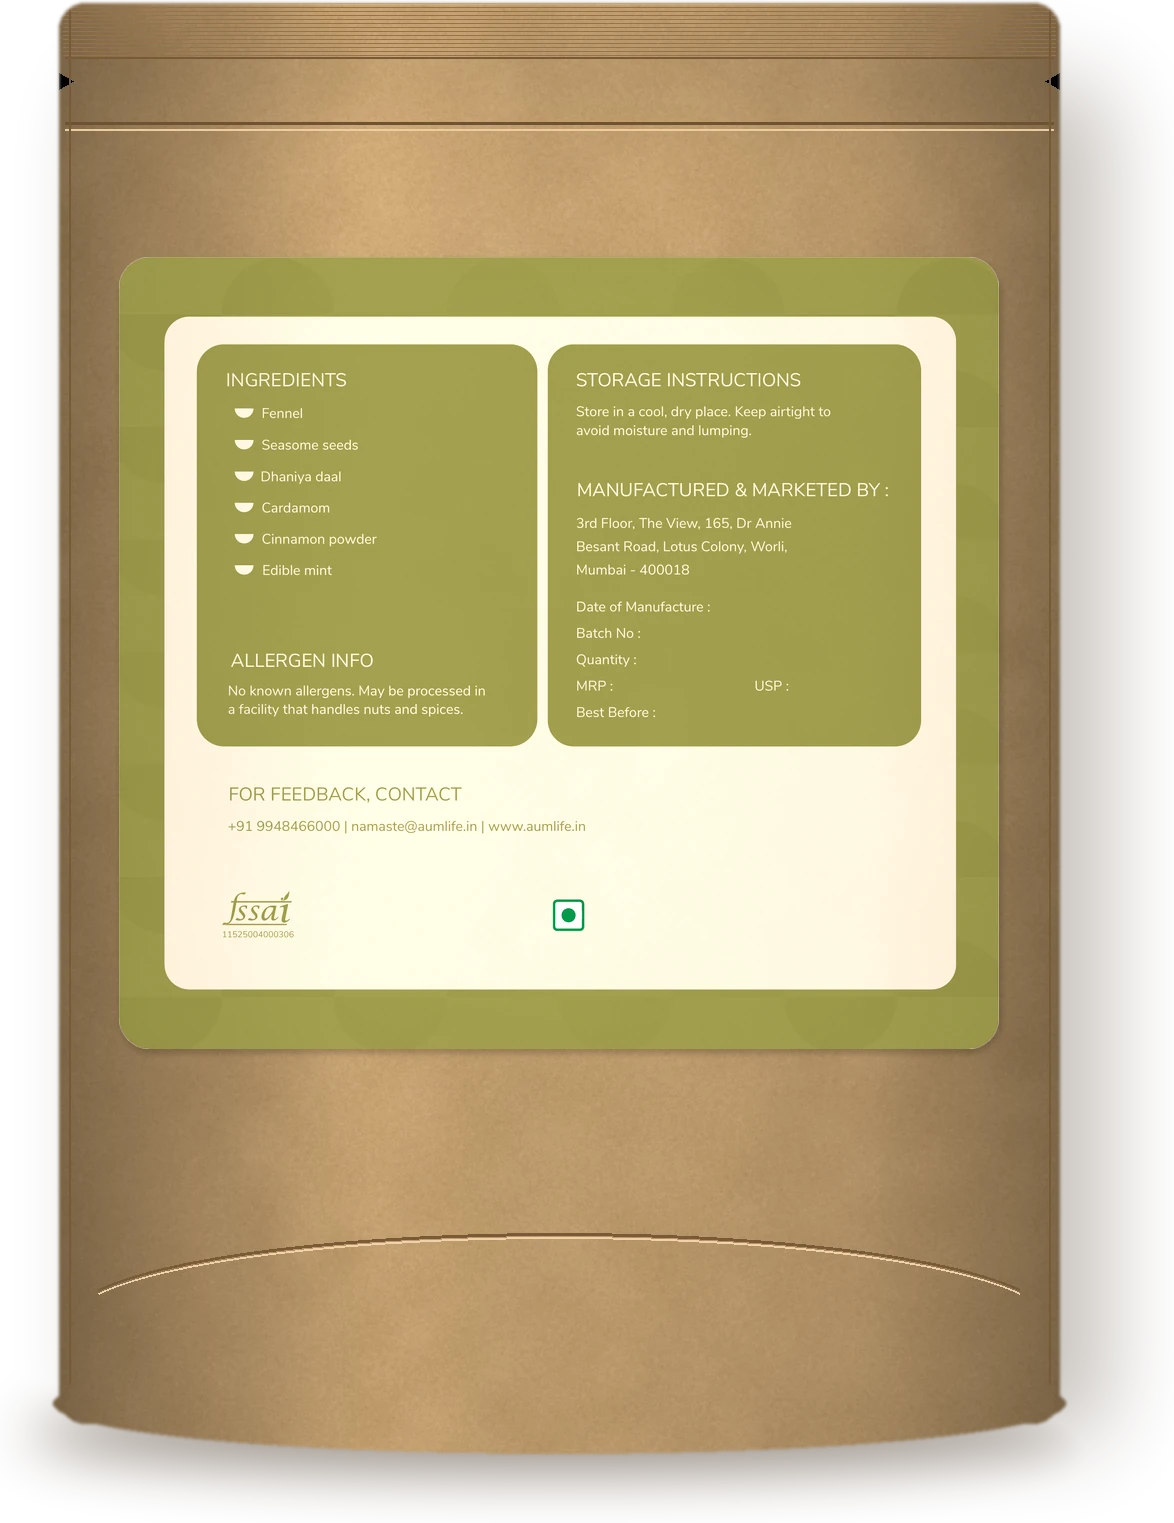 INGREDIENTS
Fennel
Seasome seeds
Dhaniya daal
Cardamom
Cinnamon powder
Edible mint
ALLERGEN INFO
No known allergens. May be processed in
a facility that handles nuts and spices.
STORAGE INSTRUCTIONS
Store in a cool, dry place. Keep airtight to
avoid moisture and lumping.
MANUFACTURED & MARKETED BY :
3rd Floor, The View, 165, Dr Annie
Besant Road, Lotus Colony, Worli,
Mumbai - 400018
Date of Manufacture :
Batch No :
Quantity :
MRP : USP :
Best Before :
FOR FEEDBACK, CONTACT
+91 9948466000 | namaste@aumlife.in | www.aumlife.in
fssai
11525004000306